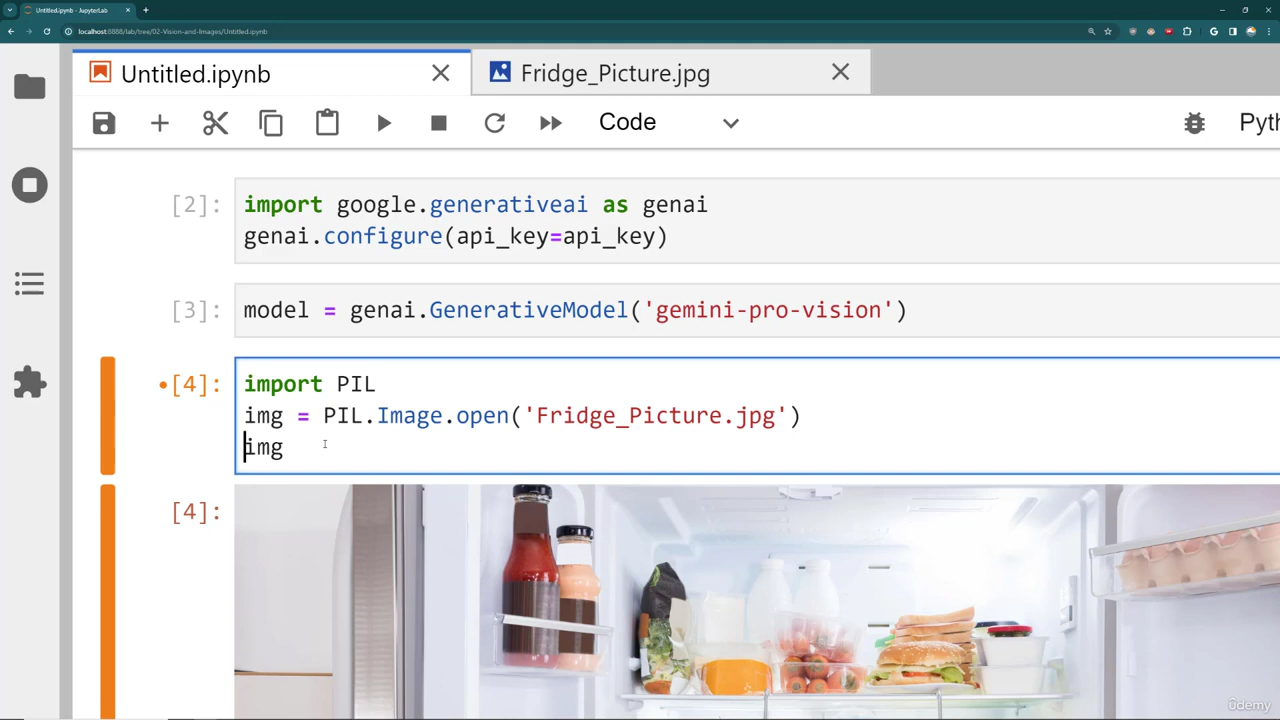 Untitled.ipynb - JupyterLab
localhost:8888/lab/tree/02-Vision-and-Images/Untitled.ipynb
Untitled.ipynb
Fridge_Picture.jpg
Code
Pyth
[2]:
import google.generativeai as genai
genai.configure(api_key=api_key)
[3]:
model = genai.GenerativeModel('gemini-pro-vision')
[4]:
import PIL
img = PIL.Image.open('Fridge_Picture.jpg')
img
[4]:
ûdemy